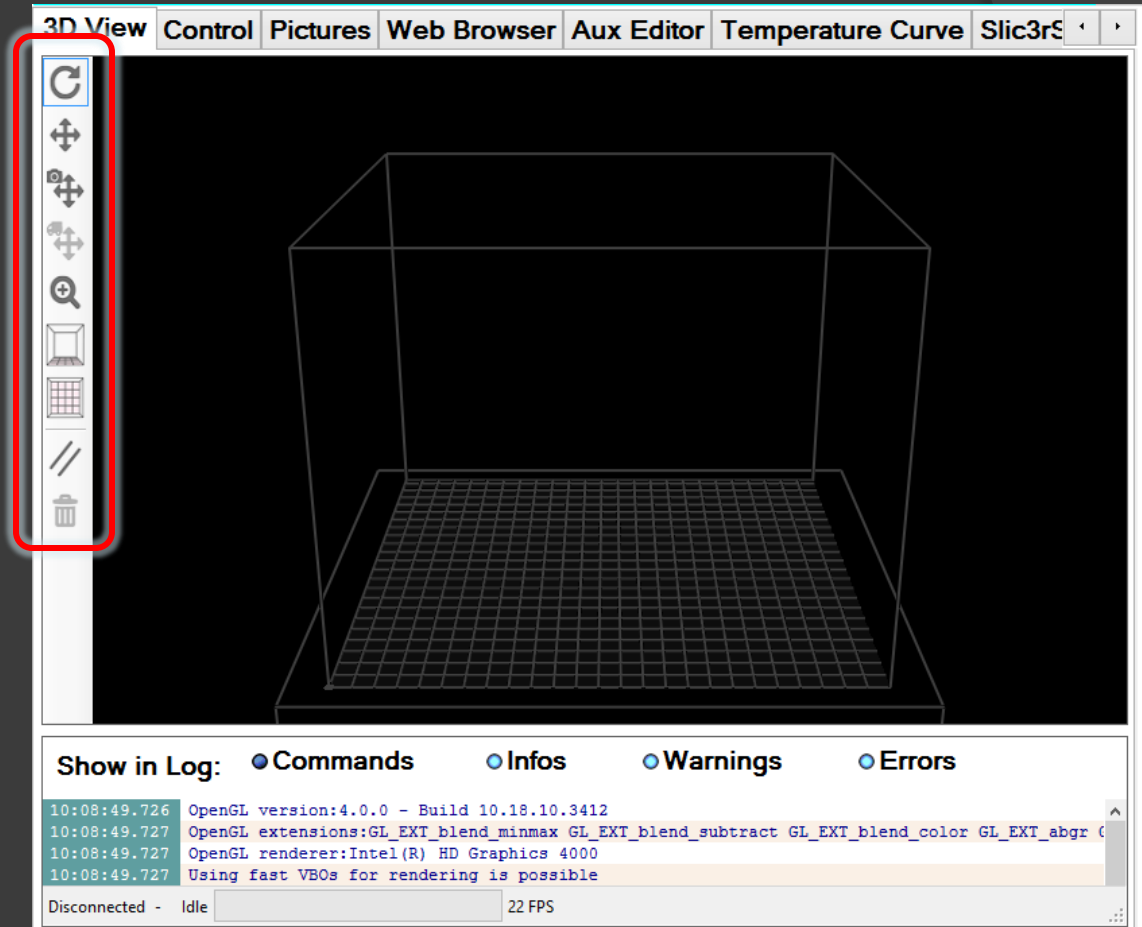 3D View Control Pictures Web Browser Aux Editor Temperature Curve Slic3rS
Show in Log: Commands Infos Warnings Errors
10:08:49.726 OpenGL version:4.0.0 - Build 10.18.10.3412
10:08:49.727 OpenGL extensions:GL_EXT_blend_minmax GL_EXT_blend_subtract GL_EXT_blend_color GL_EXT_abgr
10:08:49.727 OpenGL renderer:Intel(R) HD Graphics 4000
10:08:49.727 Using fast VBOs for rendering is possible
Disconnected - Idle 22 FPS